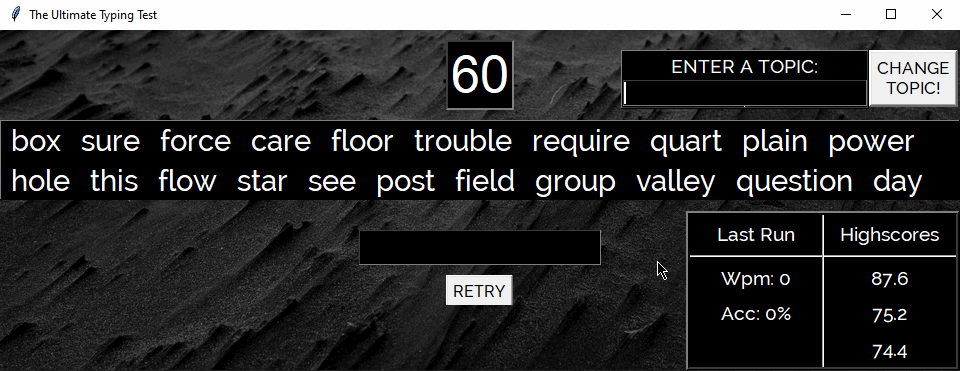 The Ultimate Typing Test
60
ENTER A TOPIC:
CHANGE
TOPIC!
box sure force care floor trouble require quart plain power
hole this flow star see post field group valley question day
RETRY
Last Run Highscores
Wpm: 0 87.6
Acc: 0% 75.2
74.4